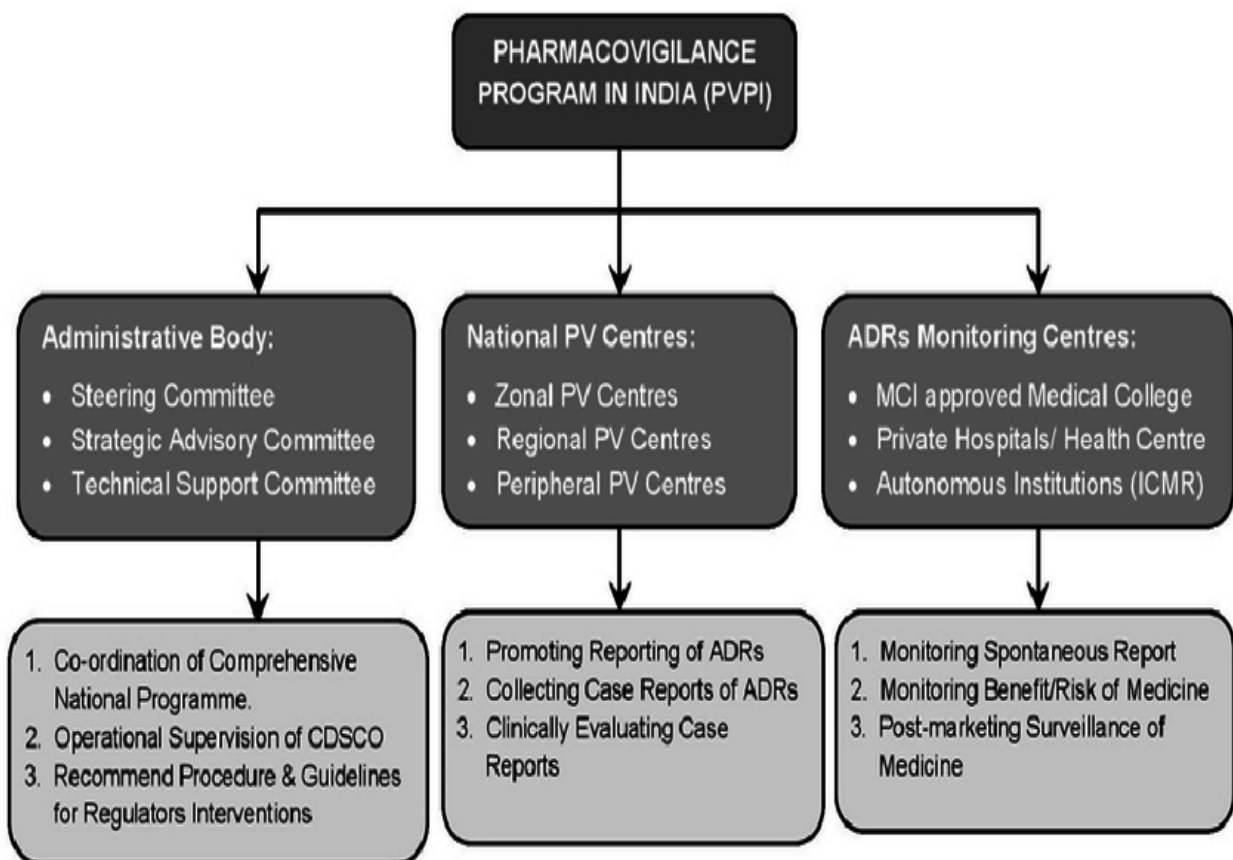 PHARMACOVIGILANCE
PROGRAM IN INDIA (PVPI)
Administrative Body:
• Steering Committee
• Strategic Advisory Committee
• Technical Support Committee
National PV Centres:
• Zonal PV Centres
• Regional PV Centres
• Peripheral PV Centres
ADRs Monitoring Centres:
• MCI approved Medical College
• Private Hospitals/ Health Centre
• Autonomous Institutions (ICMR)
1. Co-ordination of Comprehensive
National Programme.
2. Operational Supervision of CDSCO
3. Recommend Procedure & Guidelines
for Regulators Interventions
1. Promoting Reporting of ADRs
2. Collecting Case Reports of ADRs
3. Clinically Evaluating Case
Reports
1. Monitoring Spontaneous Report
2. Monitoring Benefit/Risk of Medicine
3. Post-marketing Surveillance of
Medicine